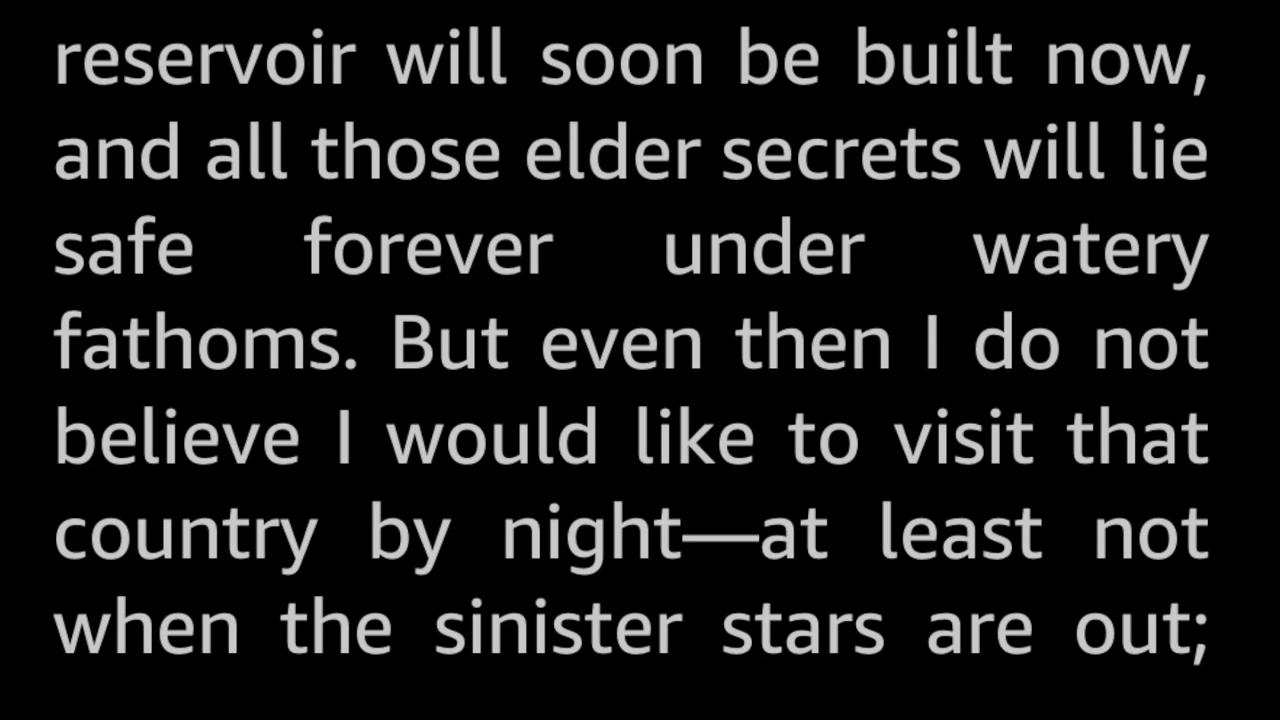 reservoir will soon be built now,
and all those elder secrets will lie
safe forever under watery
fathoms. But even then I do not
believe I would like to visit that
country by night—at least not
when the sinister stars are out;